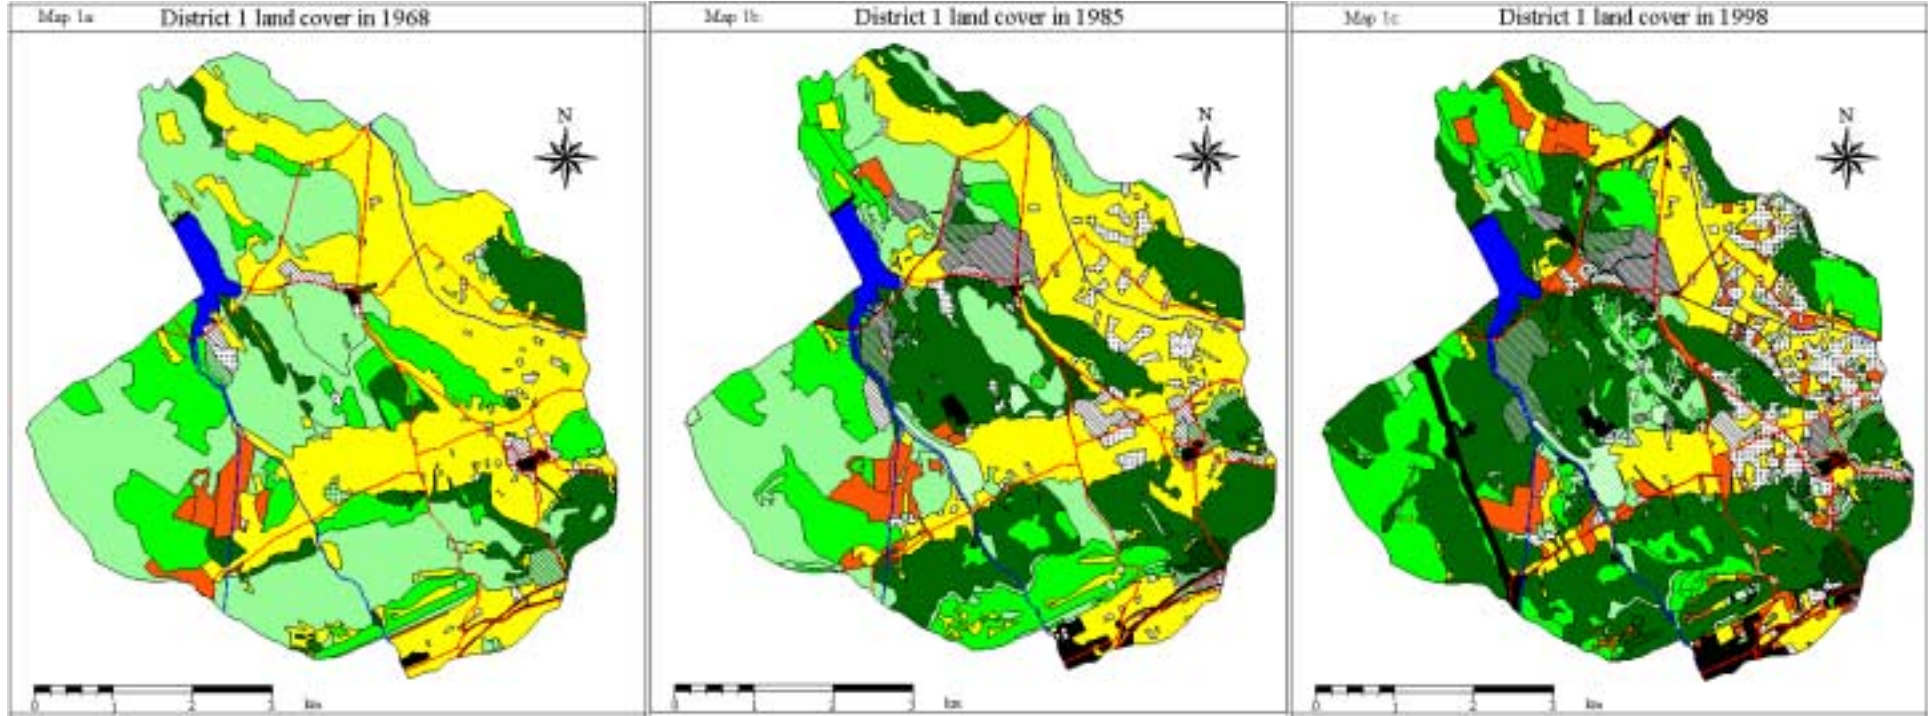 Map 1a: District 1 land cover in 1968
N
0 1 2 3 km
Map 1b: District 1 land cover in 1985
N
0 1 2 3 km
Map 1c: District 1 land cover in 1998
N
0 1 2 3 km